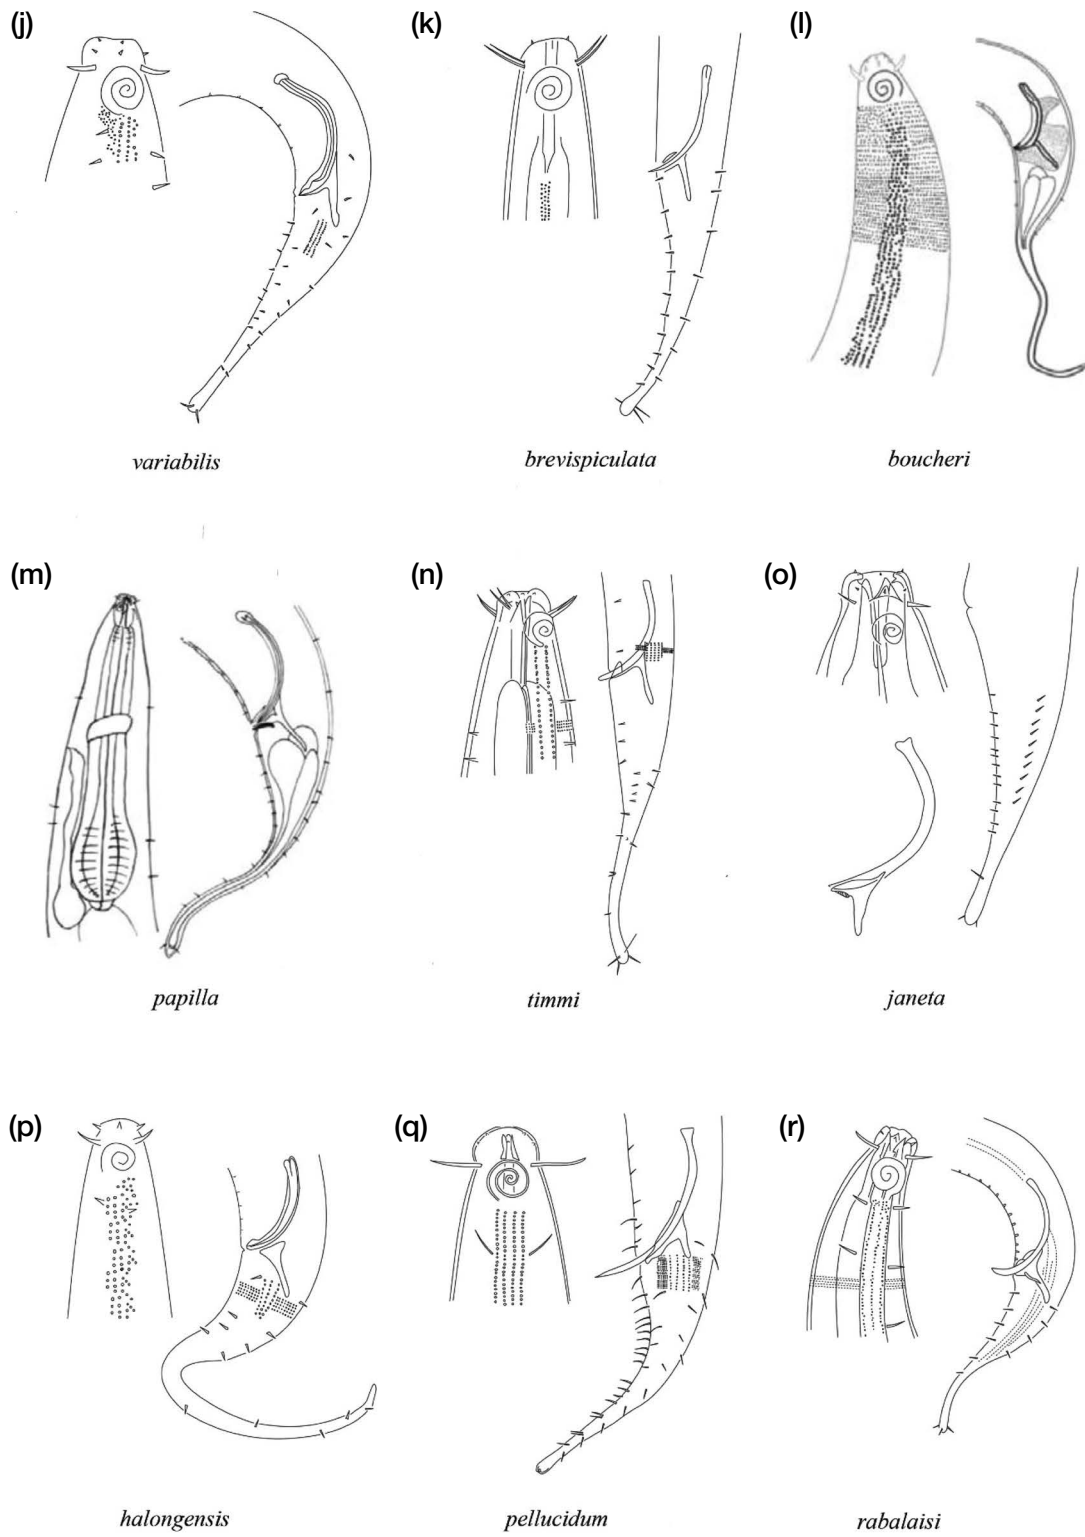 (j) (k) (l)
variabilis brevispiculata boucheri
(m) (n) (o)
papilla timmi janeta
(p) (q) (r)
halongensis pellucidum rabalaisi